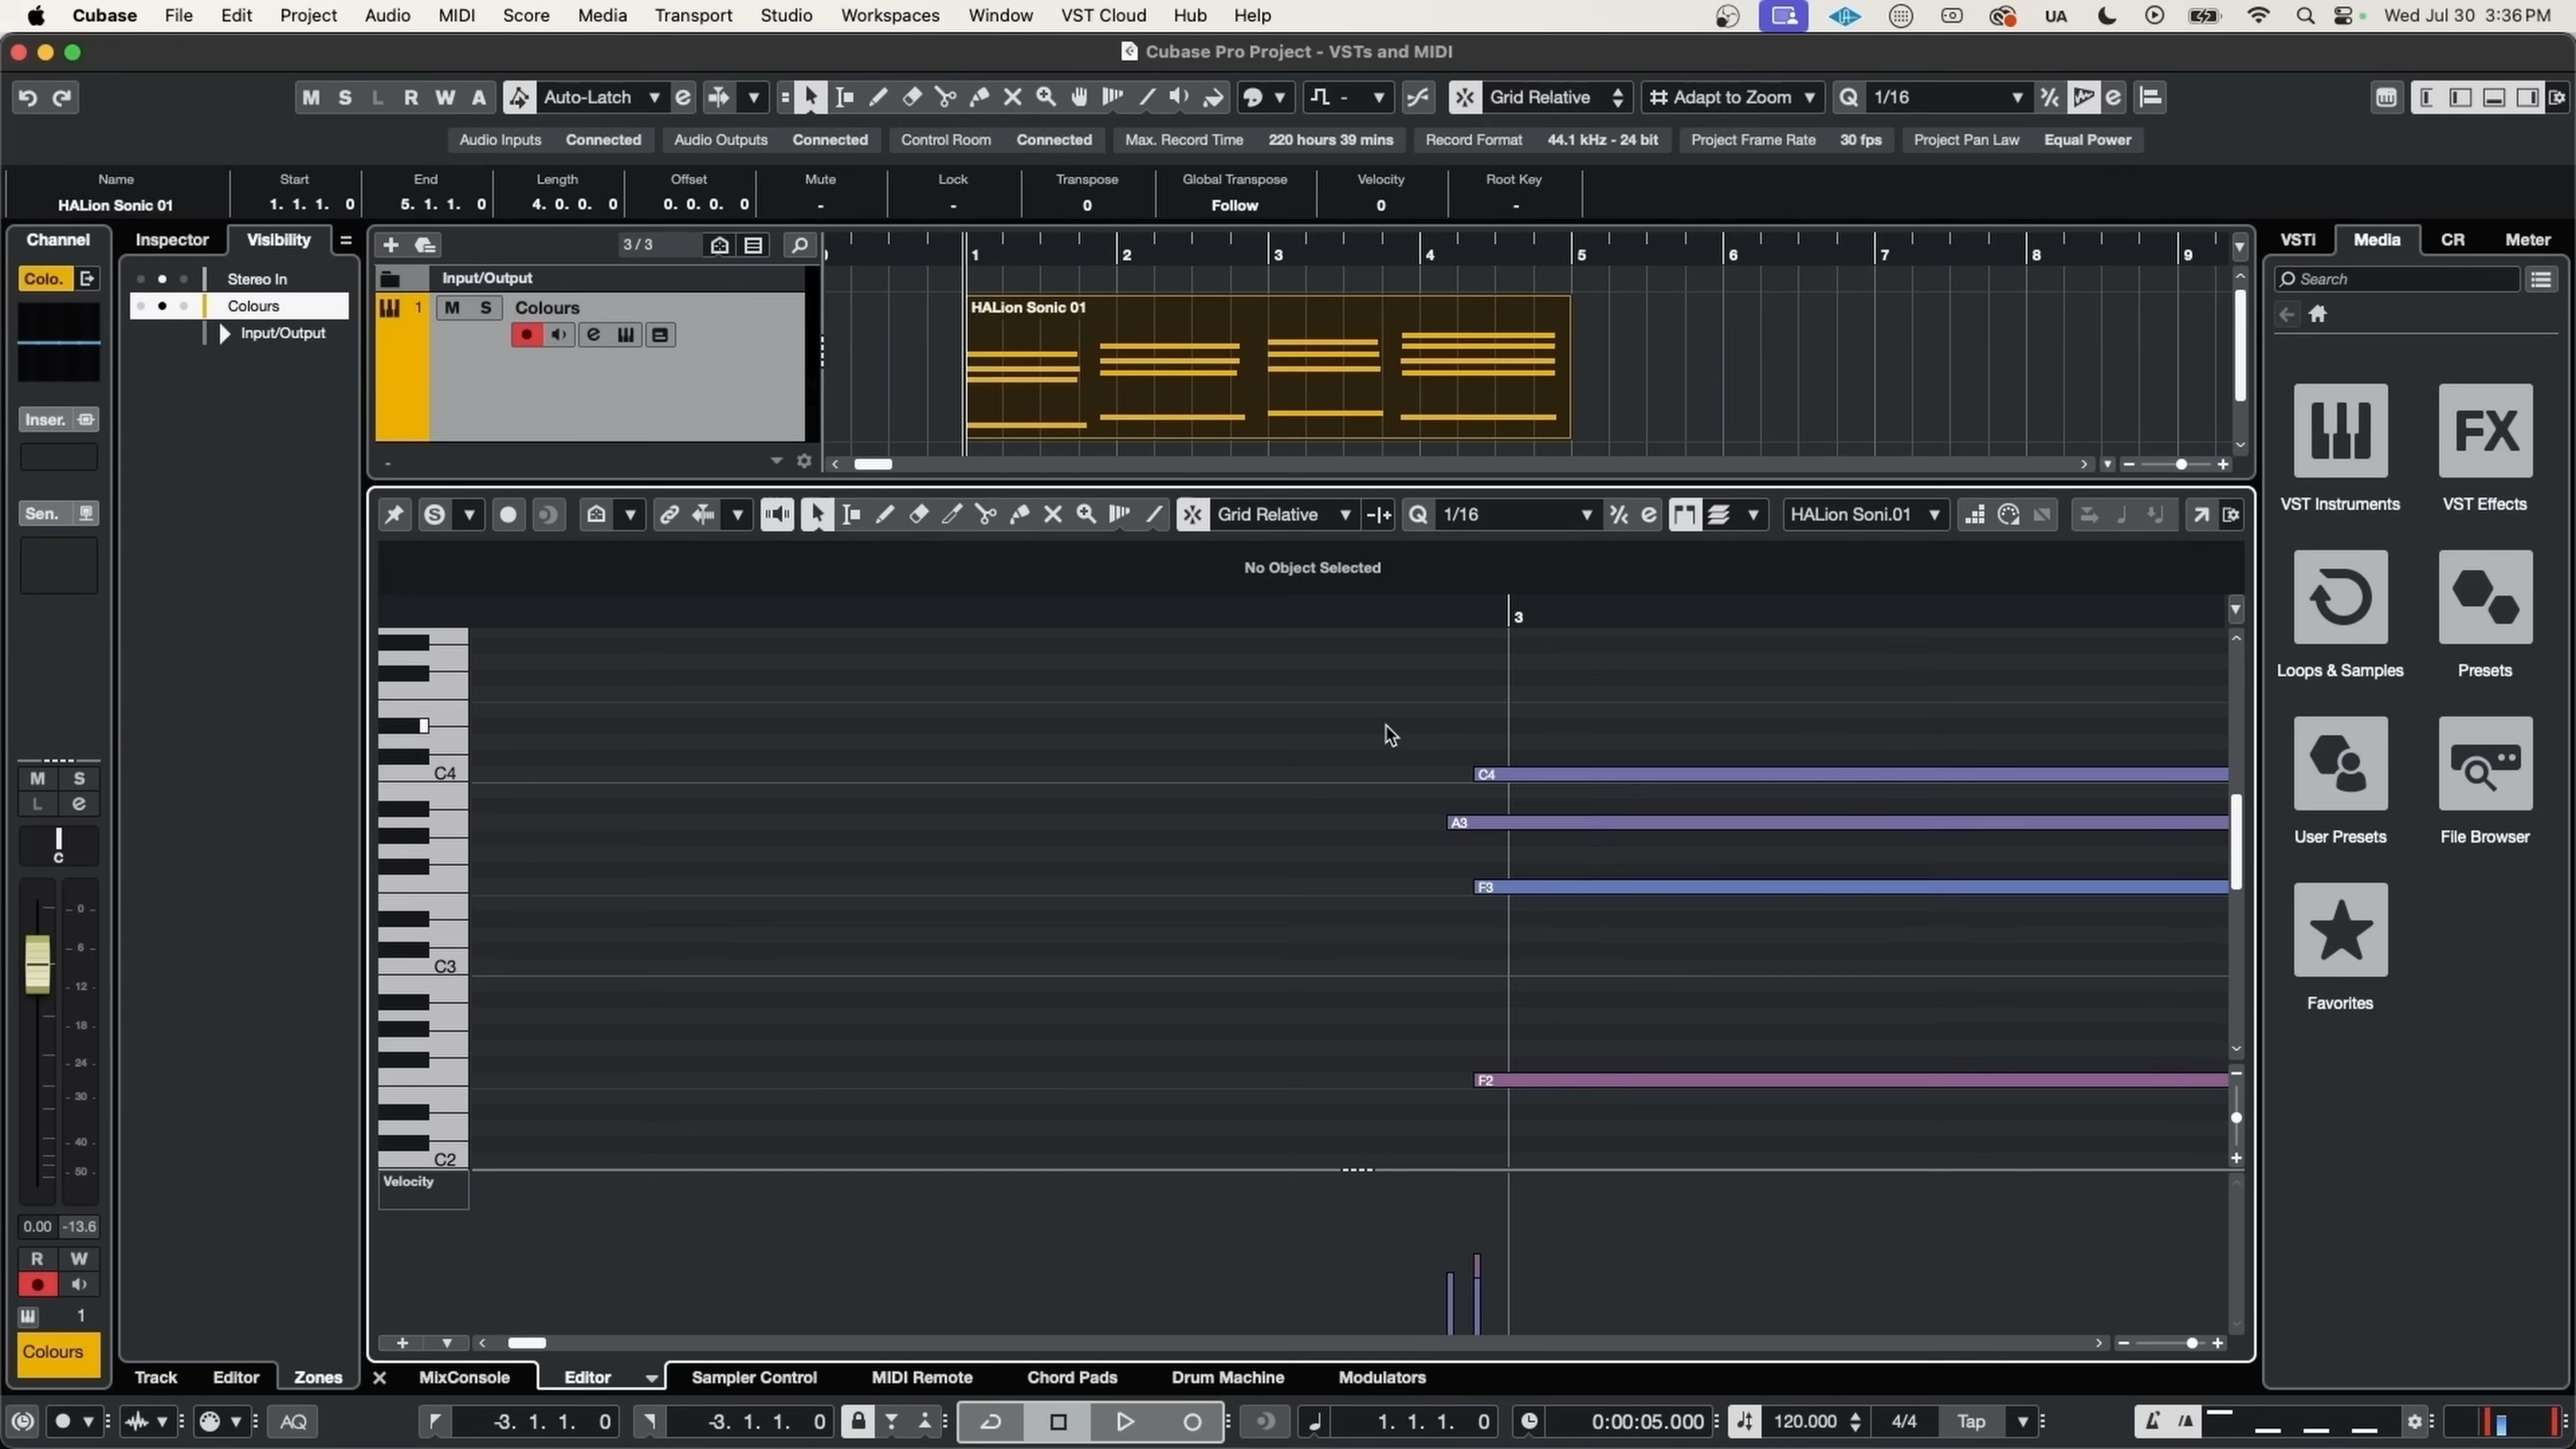 Cubase File Edit Project Audio MIDI Score Media Transport Studio Workspaces Window VST Cloud Hub Help UA Wed Jul 30 3:36 PM
Cubase Pro Project - VSTs and MIDI
M S L R W A Auto-Latch e Grid Relative Adapt to Zoom Q 1/16 e
Audio Inputs Connected Audio Outputs Connected Control Room Connected Max. Record Time 220 hours 39 mins Record Format 44.1 kHz - 24 bit Project Frame Rate 30 fps Project Pan Law Equal Power
Name Start End Length Offset Mute Lock Transpose Global Transpose Velocity Root Key
HALion Sonic 01 1. 1. 1. 0 5. 1. 1. 0 4. 0. 0. 0 0. 0. 0. 0 - - 0 Follow 0 -
Channel Inspector Visibility 3 / 3 VSTi Media CR Meter
1 2 3 4 5 6 7 8 9
Colo. Stereo In Input/Output Search
Colours 1 M S Colours HALion Sonic 01
Input/Output e
Inser.
-
VST Instruments VST Effects
FX
Sen. S Grid Relative Q 1/16 e HALion Soni.01
No Object Selected
3
Loops & Samples Presets
C4 C4
M S
L e
A3
User Presets File Browser
C
F3
0
6
C3
12
Favorites
18
24
F2
30
40
C2
50
Velocity
0.00 -13.6
R W
1
Colours
Track Editor Zones MixConsole Editor Sampler Control MIDI Remote Chord Pads Drum Machine Modulators
AQ -3. 1. 1. 0 -3. 1. 1. 0 1. 1. 1. 0 0:00:05.000 120.000 4/4 Tap